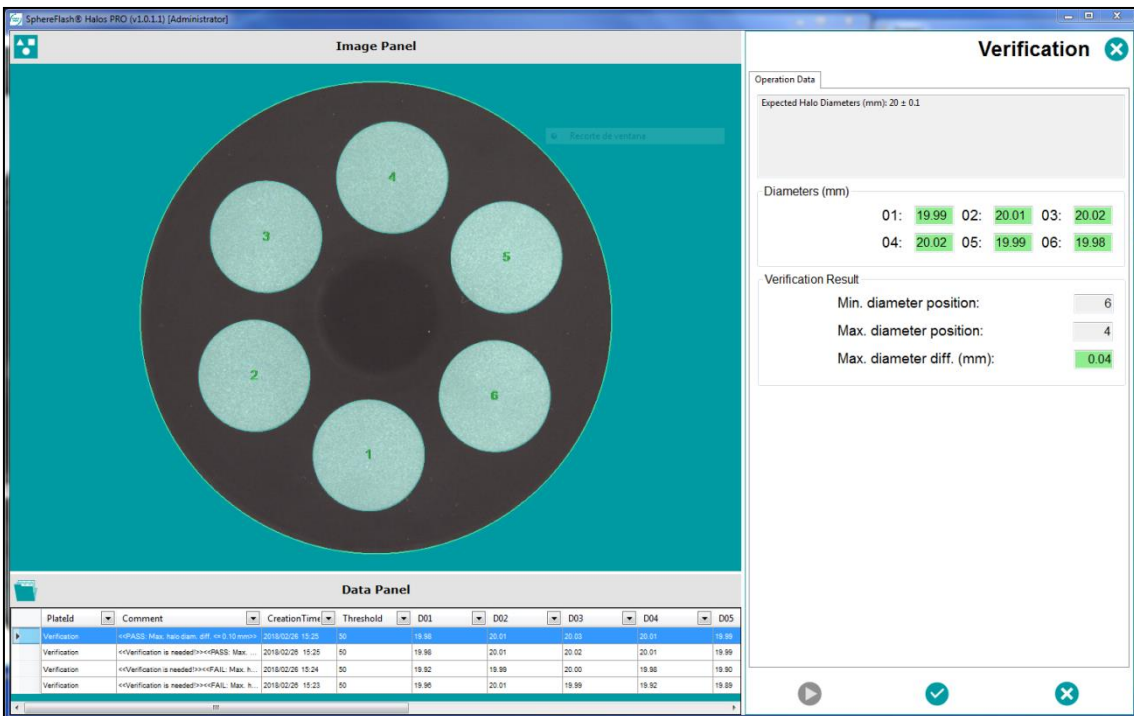 SphereFlash® Halos PRO (v1.0.1.1) [Administrator]
Image Panel
Recorte de ventana
4
3
5
2
6
1
Data Panel
PlateId Comment CreationTime Threshold D01 D02 D03 D04 D05
Verification <<PASS: Max. halo diam. diff. <= 0.10 mm>> 2018/02/26 15:25 50 19.98 20.01 20.03 20.01 19.99
Verification <<Verification is needed!>><<PASS: Max. ... 2018/02/26 15:25 50 19.98 20.01 20.02 20.01 19.99
Verification <<Verification is needed!>><<FAIL: Max. h... 2018/02/26 15:24 50 19.92 19.99 20.00 19.98 19.90
Verification <<Verification is needed!>><<FAIL: Max. h... 2018/02/26 15:23 50 19.96 20.01 19.99 19.92 19.89
Verification
Operation Data
Expected Halo Diameters (mm): 20 ± 0.1
Diameters (mm)
01: 19.99 02: 20.01 03: 20.02
04: 20.02 05: 19.99 06: 19.98
Verification Result
Min. diameter position: 6
Max. diameter position: 4
Max. diameter diff. (mm): 0.04